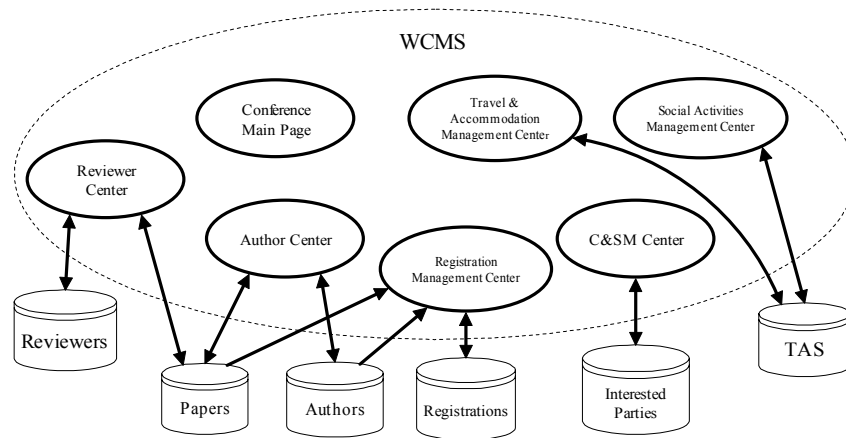 WCMS
Conference
Main Page
Travel &
Accommodation
Management Center
Social Activities
Management Center
Reviewer
Center
Author Center
Registration
Management Center
C&SM Center
Reviewers
Papers
Authors
Registrations
Interested
Parties
TAS